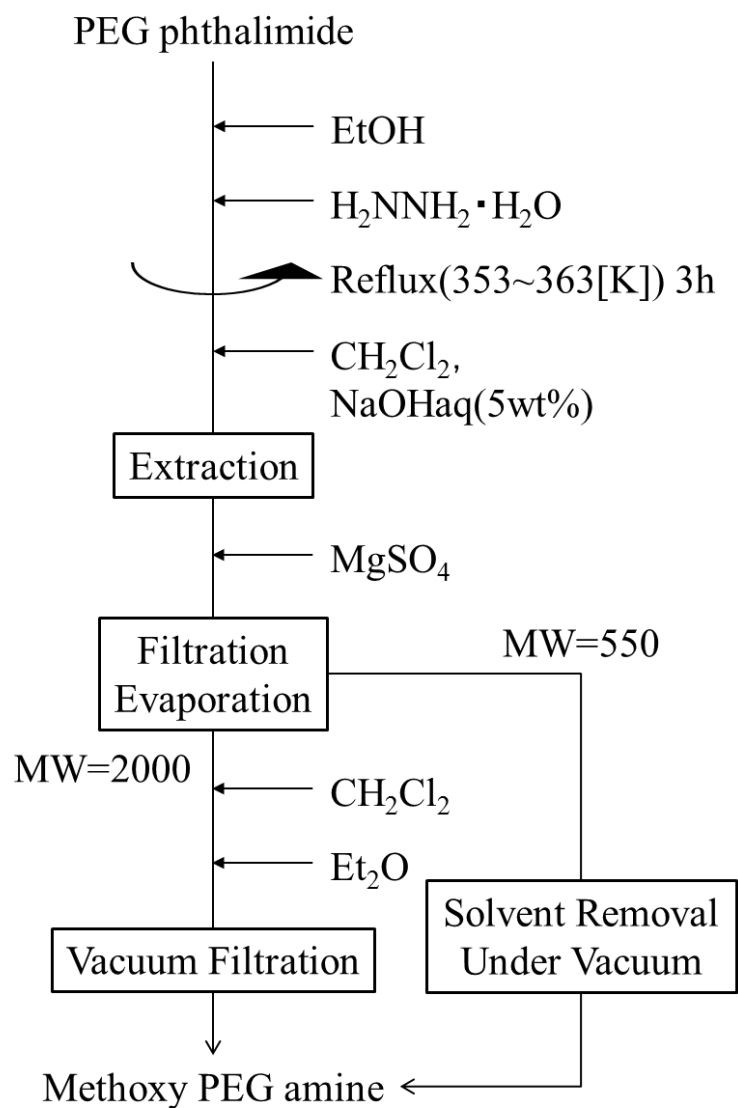 PEG phthalimide
EtOH
H₂NNH₂・H₂O
Reflux(353~363[K]) 3h
CH₂Cl₂,
NaOHaq(5wt%)
Extraction
MgSO₄
Filtration
Evaporation
MW=550
MW=2000
CH₂Cl₂
Et₂O
Solvent Removal
Under Vacuum
Vacuum Filtration
Methoxy PEG amine